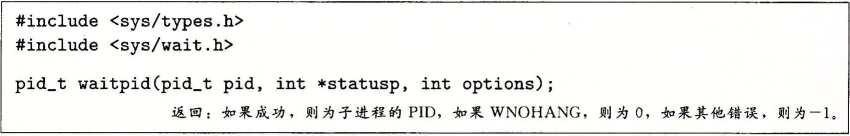 #include <sys/types.h>
#include <sys/wait.h>
pid_t waitpid(pid_t pid, int *statusp, int options);
返回：如果成功，则为子进程的 PID，如果 WNOHANG，则为 0，如果其他错误，则为－1。